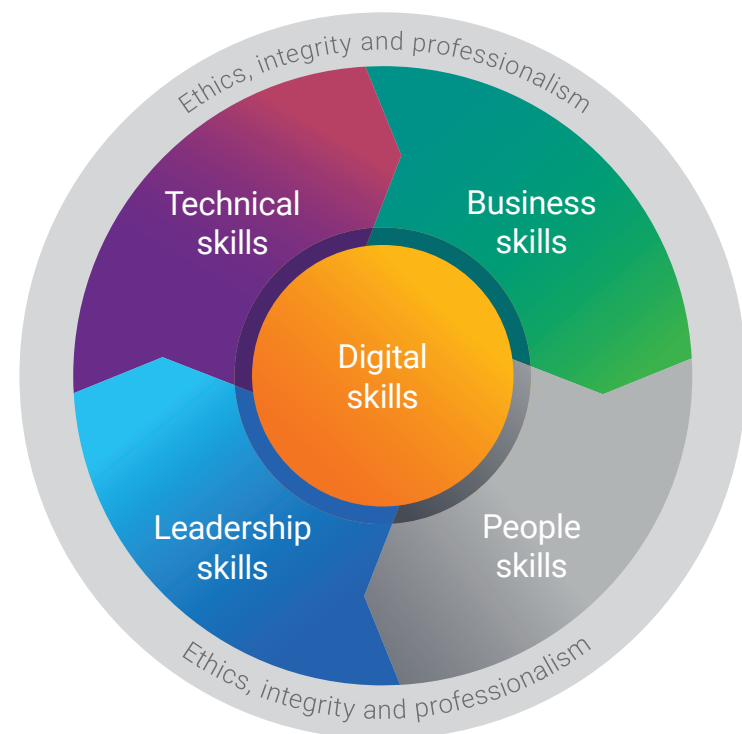 Ethics, integrity and professionalism
Technical
skills
Business
skills
Digital
skills
Leadership
skills
People
skills
Ethics, integrity and professionalism